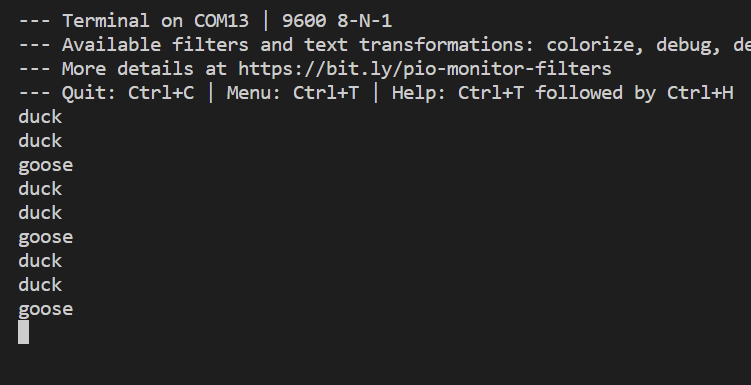 --- Terminal on COM13 | 9600 8-N-1
--- Available filters and text transformations: colorize, debug,
--- More details at https://bit.ly/pio-monitor-filters
--- Quit: Ctrl+C | Menu: Ctrl+T | Help: Ctrl+T followed by Ctrl+H
duck
duck
goose
duck
duck
goose
duck
duck
goose